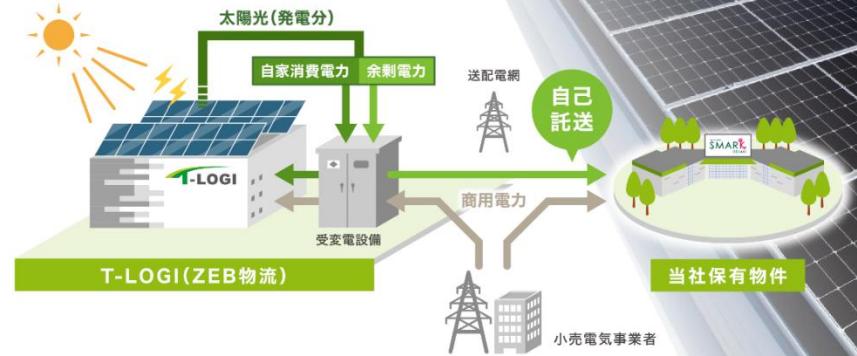 太陽光(発電分)
自家消費電力
余剰電力
送配電網
自己
託送
SMARK
T-LOGI
商用電力
受変電設備
T-LOGI(ZEB物流)
当社保有物件
小売電気事業者